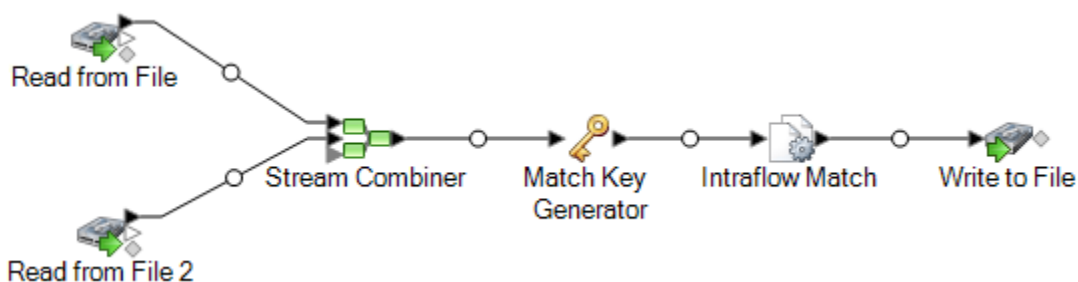 Read from File
Stream Combiner
Match Key
Generator
Intraflow Match
Write to File
Read from File 2